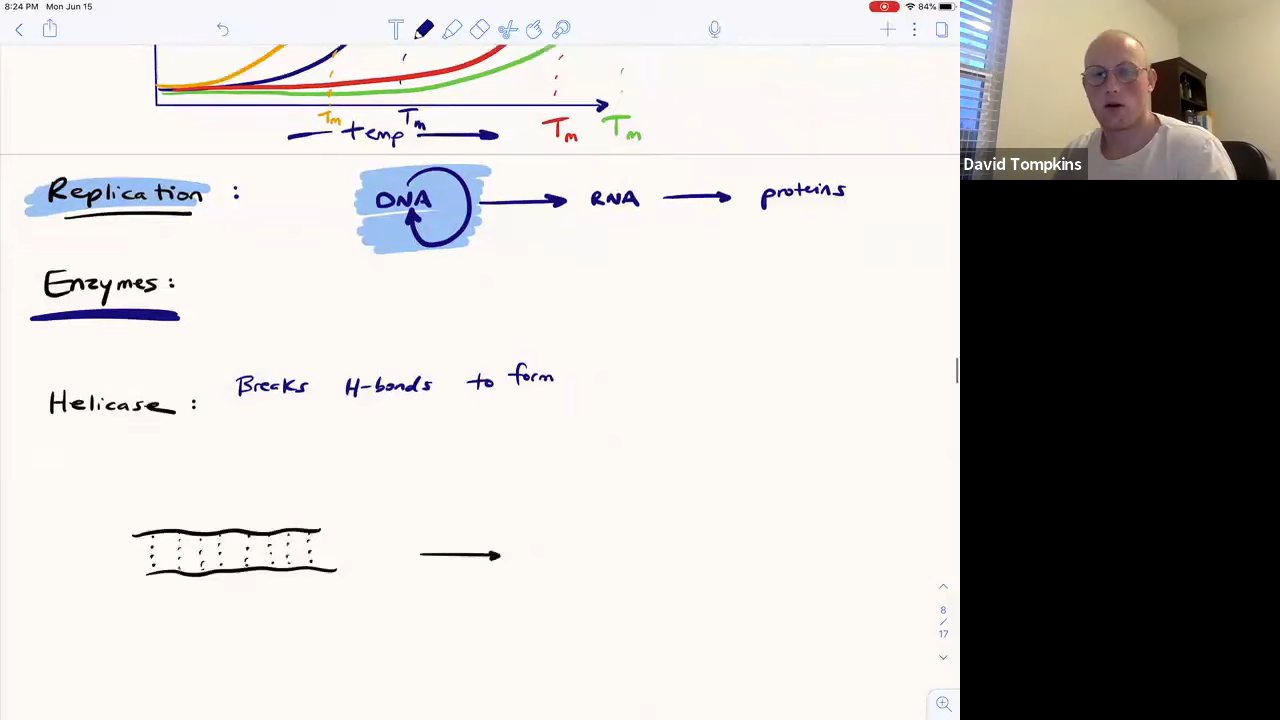 8:24 PM Mon Jun 15
84%
T
Tm Tm Tm Tm
temp
David Tompkins
Replication : DNA RNA proteins
Enzymes:
Helicase : Breaks H-bonds to form
8
/
17